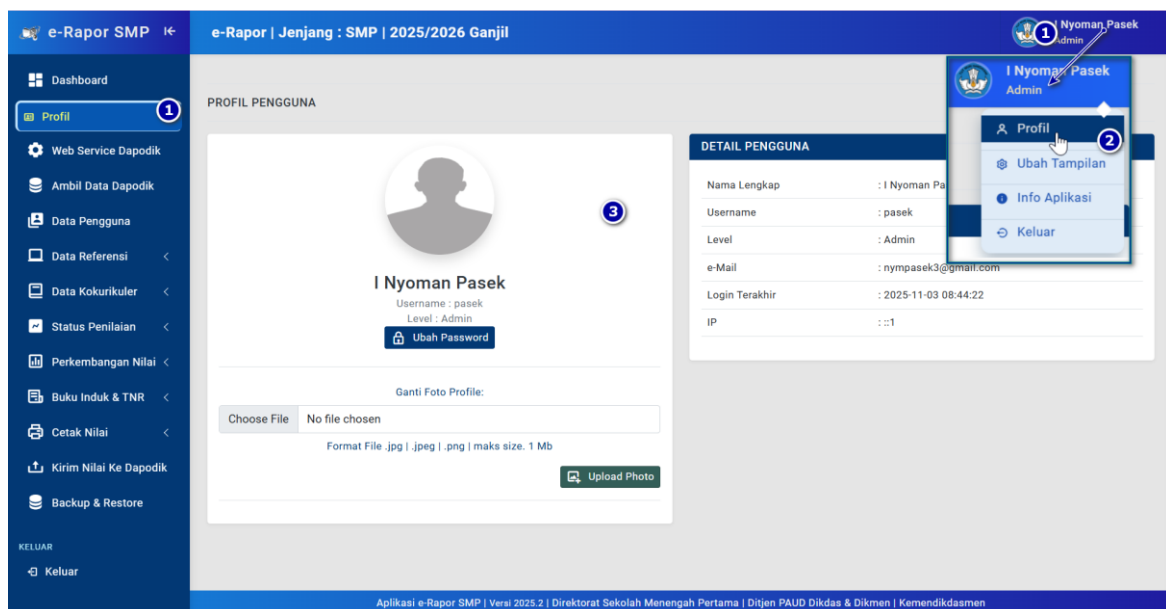 e-Rapor SMP
e-Rapor | Jenjang : SMP | 2025/2026 Ganjil
1
I Nyoman Pasek
Admin
Dashboard
Profil
1
Web Service Dapodik
Ambil Data Dapodik
Data Pengguna
Data Referensi
Data Kokurikuler
Status Penilaian
Perkembangan Nilai
Buku Induk & TNR
Cetak Nilai
Kirim Nilai Ke Dapodik
Backup & Restore
KELUAR
Keluar
PROFIL PENGGUNA
3
I Nyoman Pasek
Username : pasek
Level : Admin
Ubah Password
Ganti Foto Profile:
Choose File No file chosen
Format File .jpg | .jpeg | .png | maks size. 1 Mb
Upload Photo
I Nyoman Pasek
Admin
Profil
2
Ubah Tampilan
Info Aplikasi
Keluar
DETAIL PENGGUNA
Nama Lengkap : I Nyoman Pa
Username : pasek
Level : Admin
e-Mail : nympasek3@gmail.com
Login Terakhir : 2025-11-03 08:44:22
IP : ::1
Aplikasi e-Rapor SMP | Versi 2025.2 | Direktorat Sekolah Menengah Pertama | Ditjen PAUD Dikdas & Dikmen | Kemendikdasmen